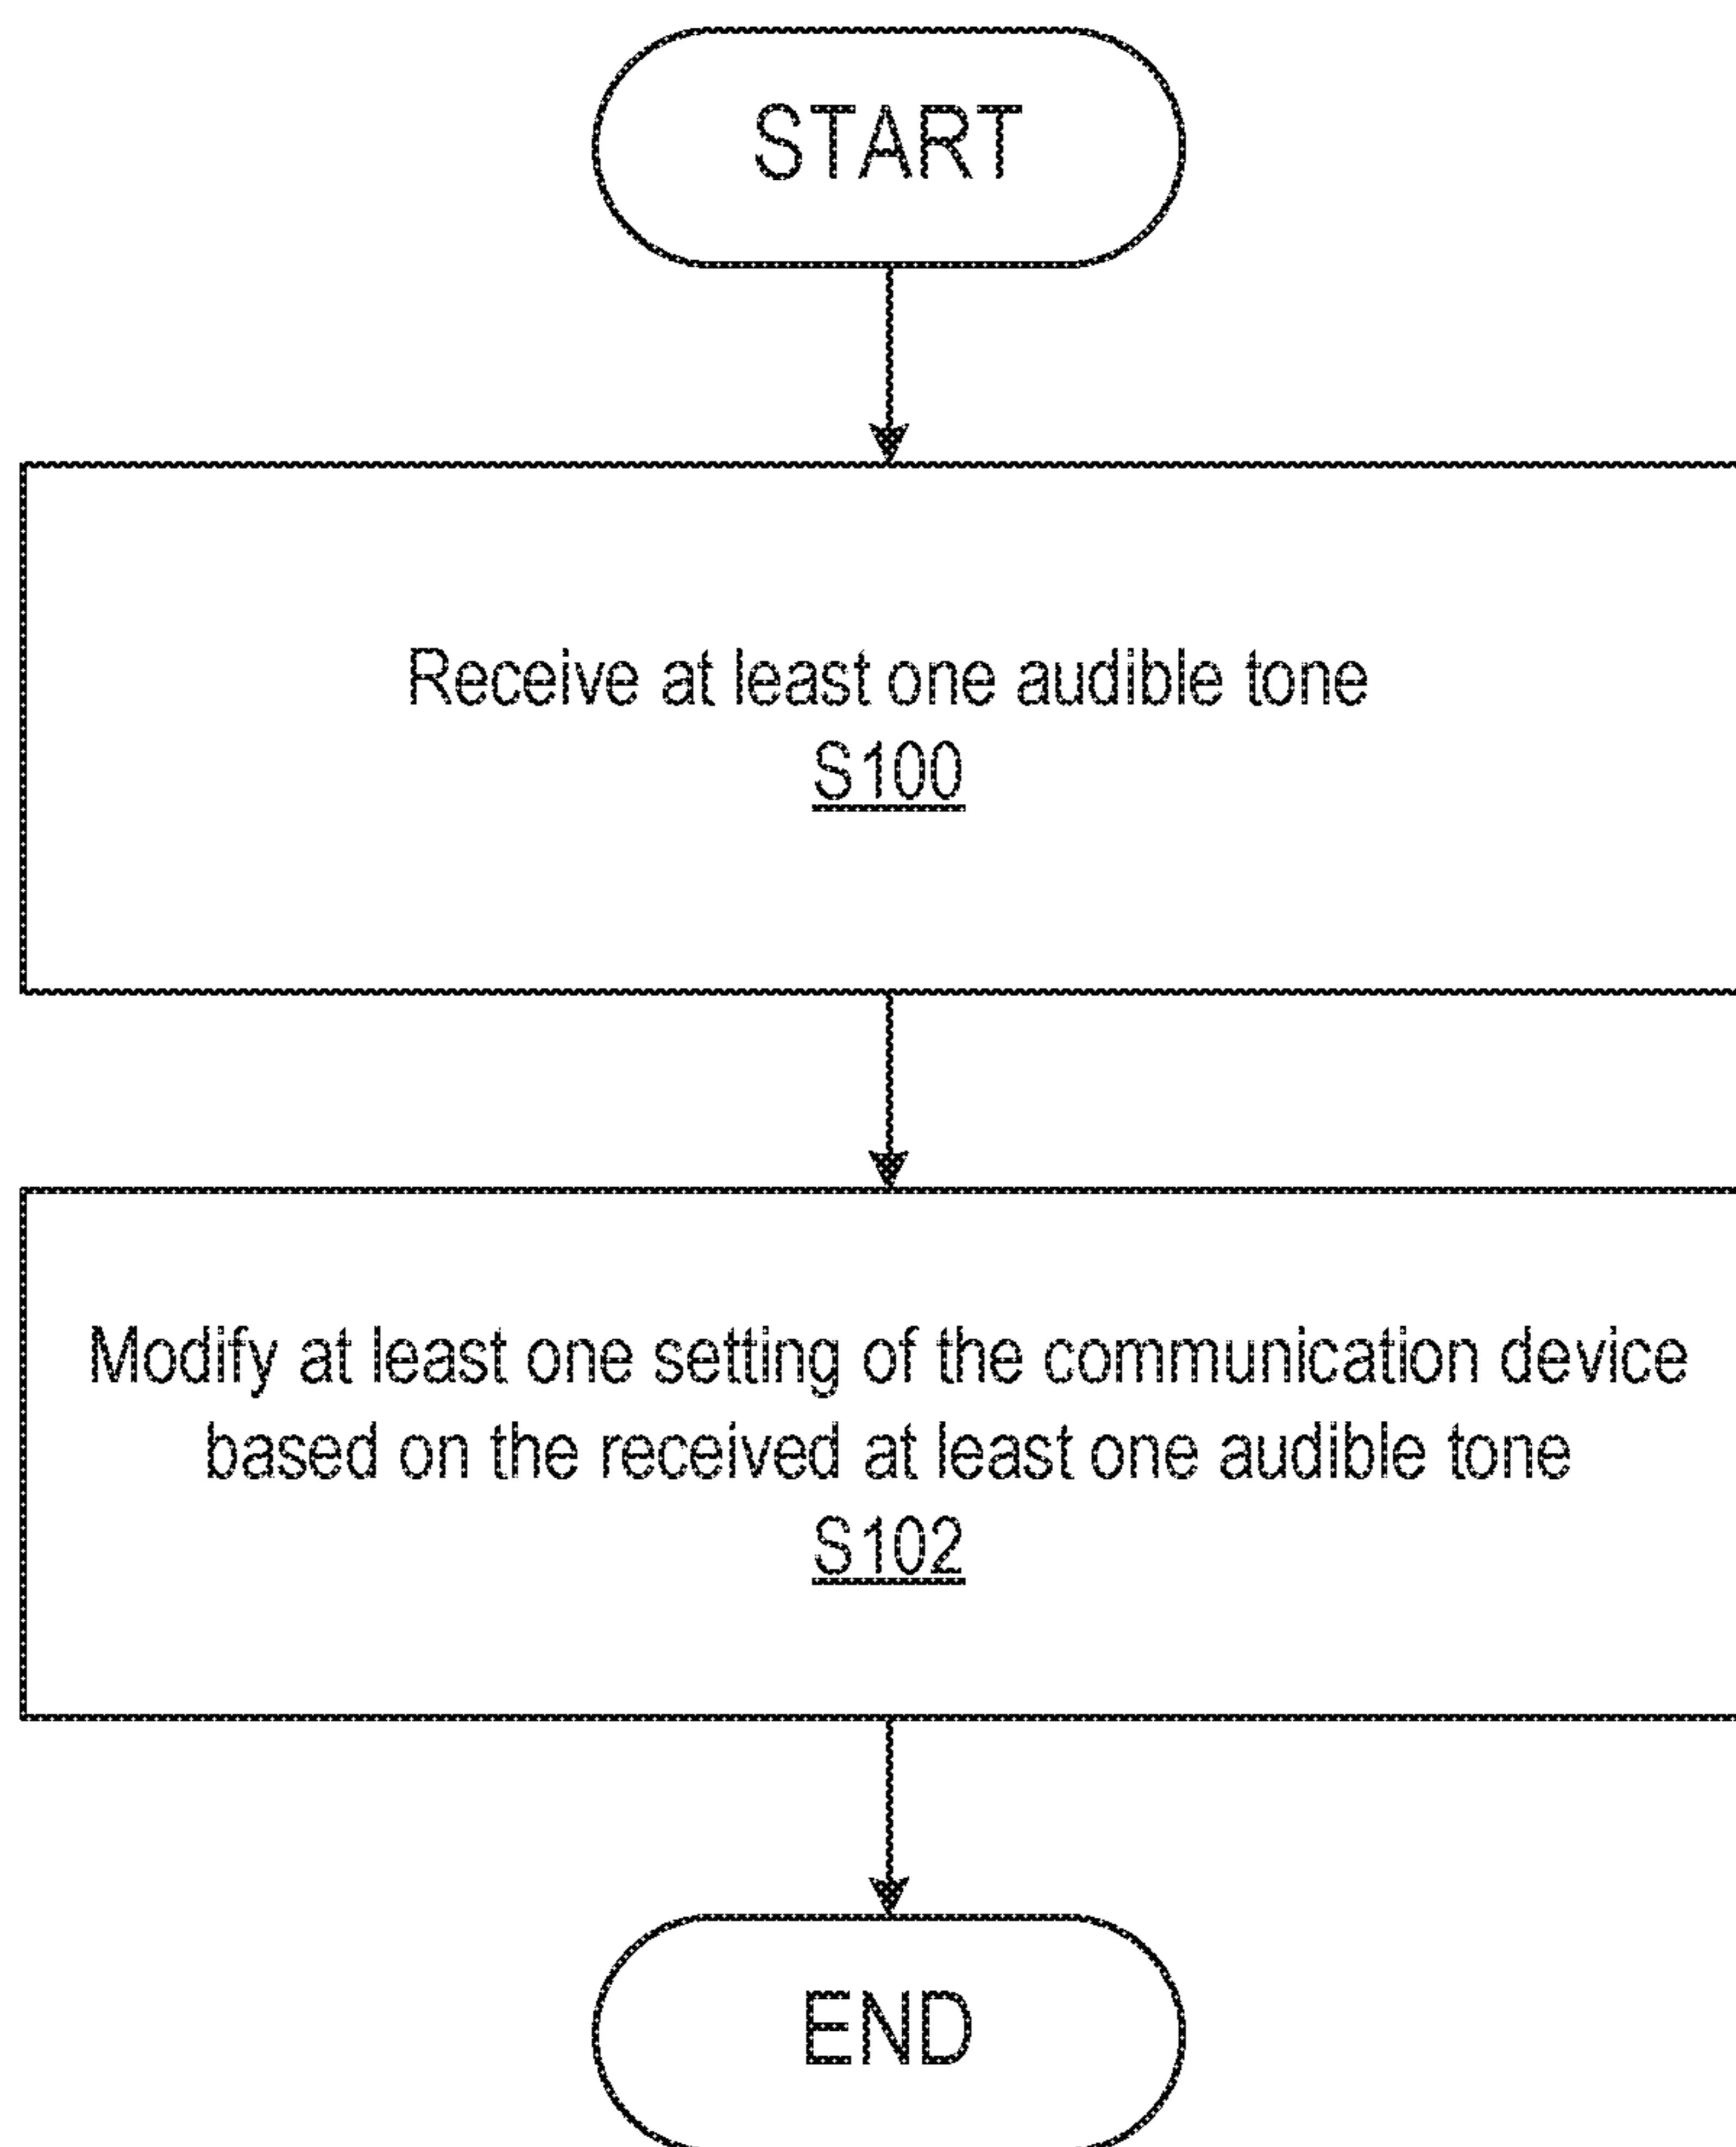 START
Receive at least one audible tone
S100
Modify at least one setting of the communication device
based on the received at least one audible tone
S102
END